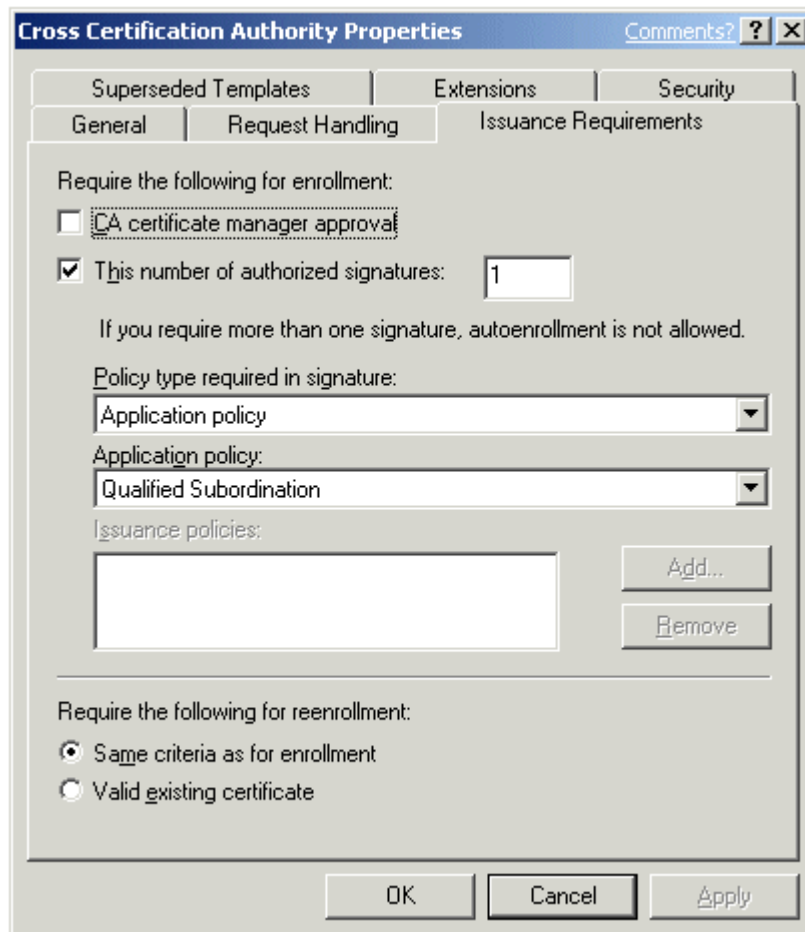 Cross Certification Authority Properties Comments? ?
Superseded Templates Extensions Security
General Request Handling Issuance Requirements
Require the following for enrollment:
CA certificate manager approval
This number of authorized signatures: 1
If you require more than one signature, autoenrollment is not allowed.
Policy type required in signature:
Application policy
Application policy:
Qualified Subordination
Issuance policies:
Add...
Remove
Require the following for reenrollment:
Same criteria as for enrollment
Valid existing certificate
OK Cancel Apply